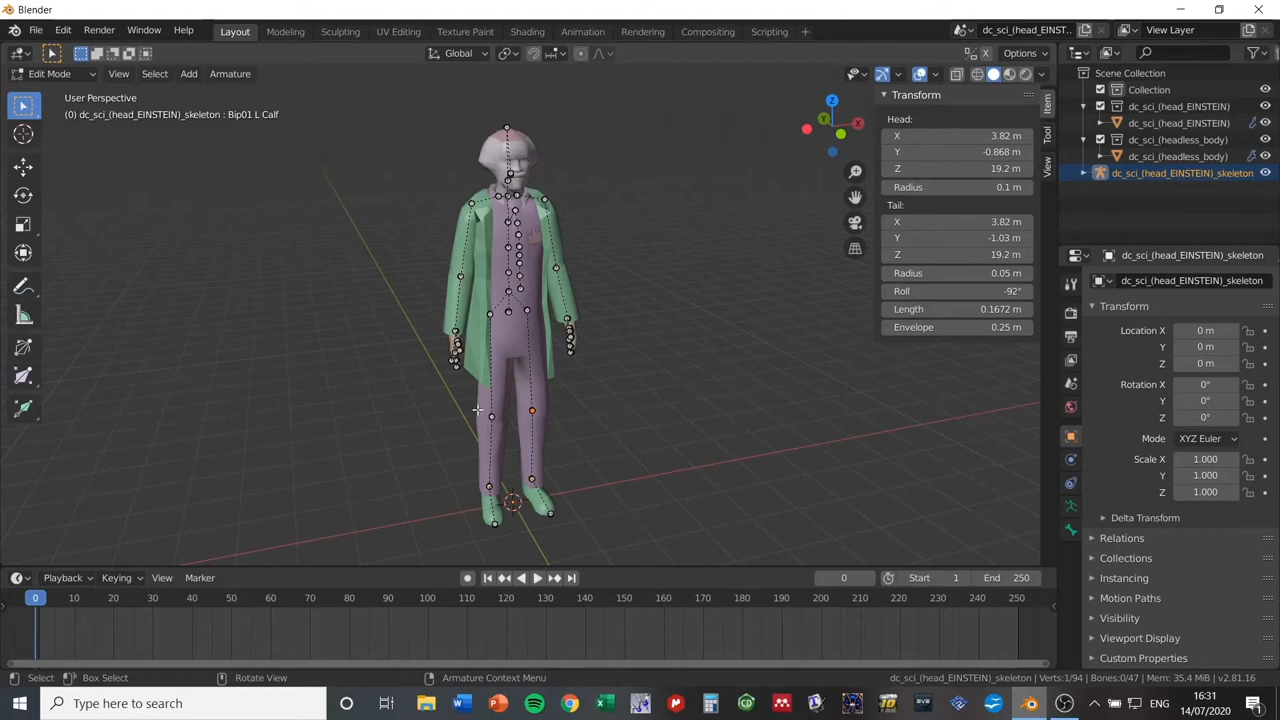 Blender
File Edit Render Window Help Layout Modeling Sculpting UV Editing Texture Paint Shading Animation Rendering Compositing Scripting + dc_sci_(head_EINST... View Layer
Global Options
Edit Mode View Select Add Armature
User Perspective
(0) dc_sci_(head_EINSTEIN)_skeleton : Bip01 L Calf
Z
Y
X
Item
Tool
View
Transform
Head:
X 3.82 m
Y -0.868 m
Z 19.2 m
Radius 0.1 m
Tail:
X 3.82 m
Y -1.03 m
Z 19.2 m
Radius 0.05 m
Roll -92°
Length 0.1672 m
Envelope 0.25 m
Scene Collection
Collection
dc_sci_(head_EINSTEIN)
dc_sci_(head_EINSTEIN)
dc_sci_(headless_body)
dc_sci_(headless_body)
dc_sci_(head_EINSTEIN)_skeleton
dc_sci_(head_EINSTEIN)_skeleton
dc_sci_(head_EINSTEIN)_skeleton
Transform
Location X 0 m
Y 0 m
Z 0 m
Rotation X 0°
Y 0°
Z 0°
Mode XYZ Euler
Scale X 1.000
Y 1.000
Z 1.000
Delta Transform
Relations
Collections
Instancing
Motion Paths
Visibility
Viewport Display
Custom Properties
Playback Keying View Marker 0 Start 1 End 250
0 10 20 30 40 50 60 70 80 90 100 110 120 130 140 150 160 170 180 190 200 210 220 230 240 250
Select Box Select Rotate View Armature Context Menu dc_sci_(head_EINSTEIN)_skeleton | Verts:1/94 | Bones:0/47 | Mem: 35.4 MiB | v2.81.16
Type here to search ENG 16:31
14/07/2020